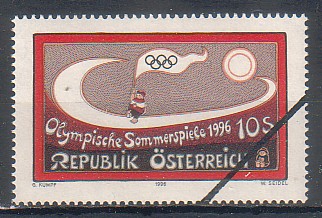 Olympische Sommerspiele 1996 10S
REPUBLIK ÖSTERREICH
G. KUMPF 1996 W. SEIDEL